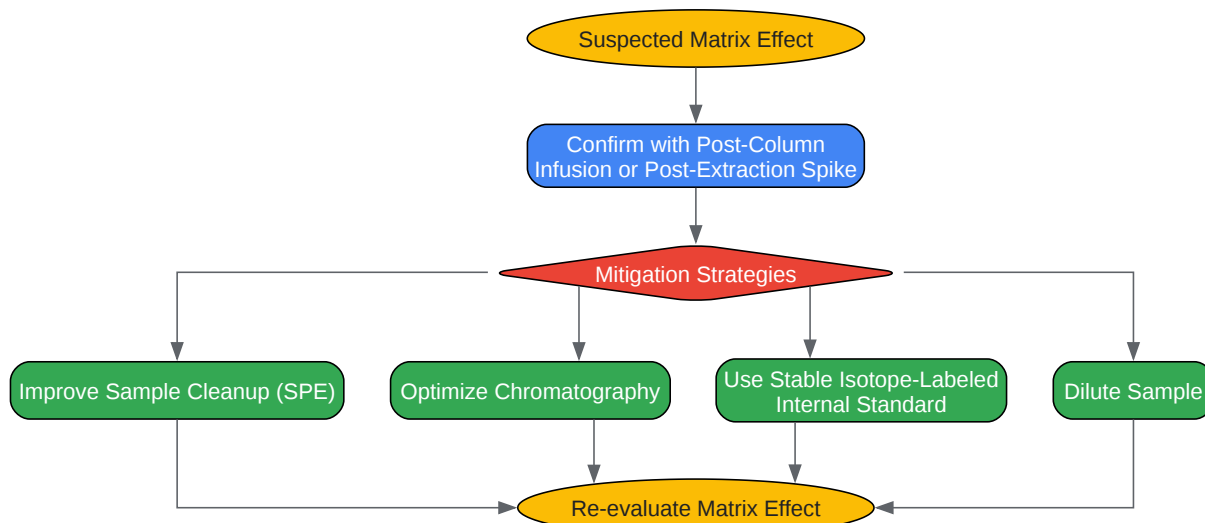 Suspected Matrix Effect
Confirm with Post-Column
Infusion or Post-Extraction Spike
Mitigation Strategies
Improve Sample Cleanup (SPE)
Optimize Chromatography
Use Stable Isotope-Labeled
Internal Standard
Dilute Sample
Re-evaluate Matrix Effect